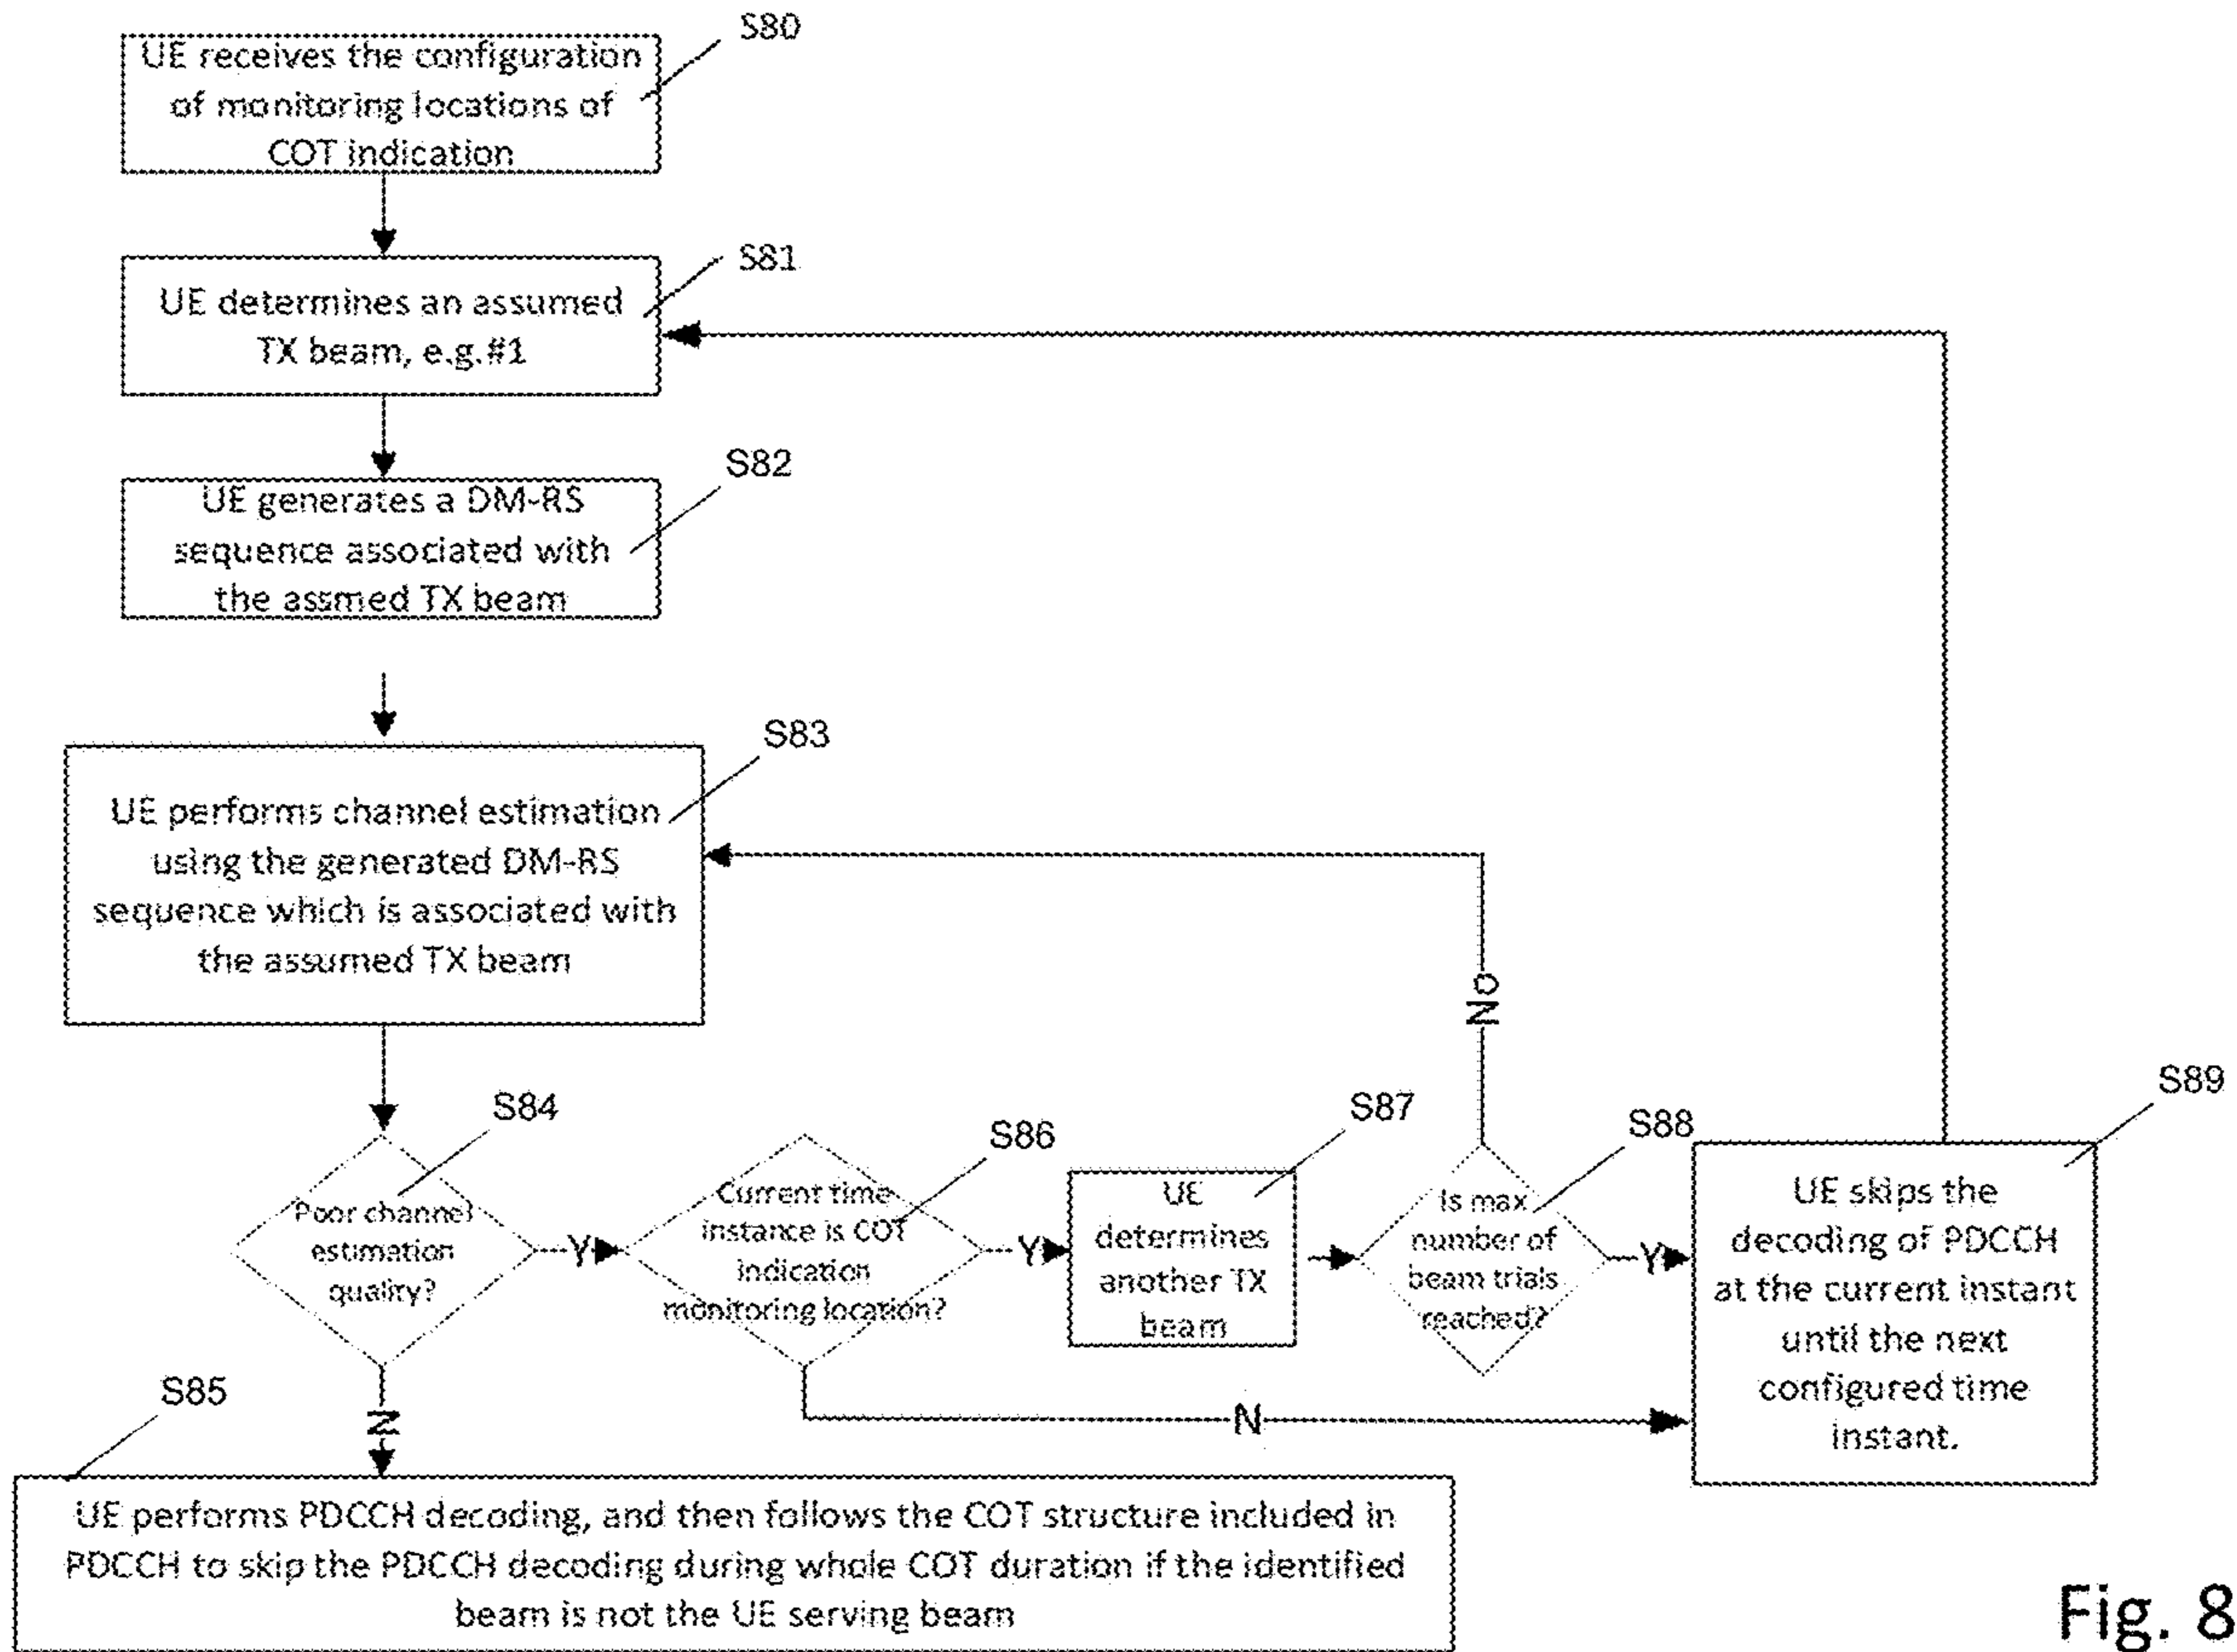 S80
UE receives the configuration
of monitoring locations of
COT indication
S81
UE determines an assumed
TX beam, e.g.#1
S82
UE generates a DM-RS
sequence associated with
the assmed TX beam
S83
UE performs channel estimation
using the generated DM-RS
sequence which is associated with
the assumed TX beam
No
S84
Poor channel
estimation
quality?
Y
S86
Current time
instance is COT
indication
monitoring location?
Y
S87
UE
determines
another TX
beam
S88
Is max
number of
beam trials
reached?
Y
S89
UE skips the
decoding of PDCCH
at the current instant
until the next
configured time
instant.
N
N
S85
UE performs PDCCH decoding, and then follows the COT structure included in
PDCCH to skip the PDCCH decoding during whole COT duration if the identified
beam is not the UE serving beam
Fig. 8